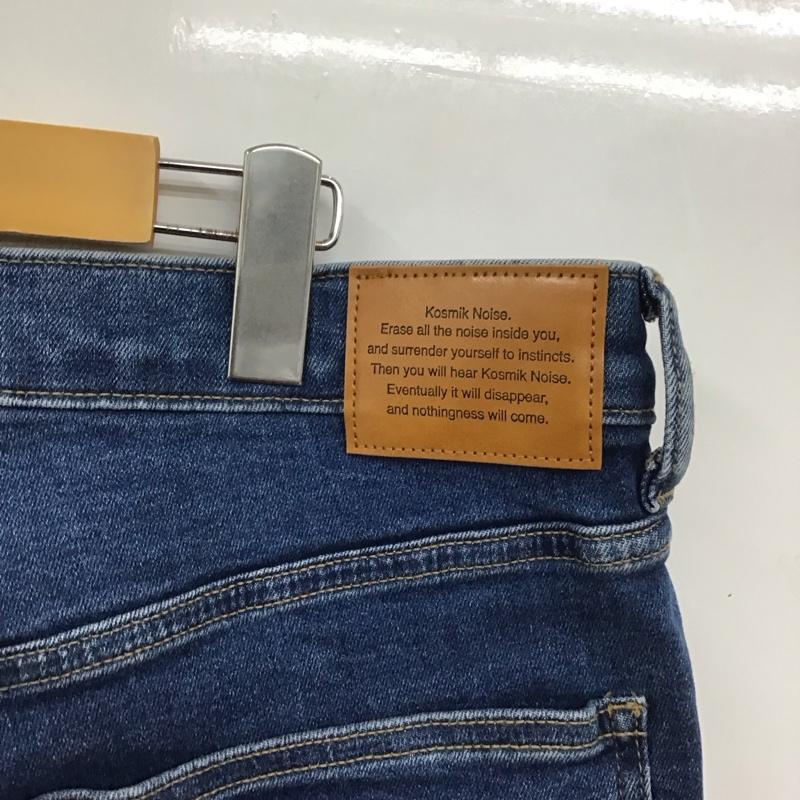 Kosmik Noise.
Erase all the noise inside you,
and surrender yourself to instincts.
Then you will hear Kosmik Noise.
Eventually it will disappear,
and nothingness will come.